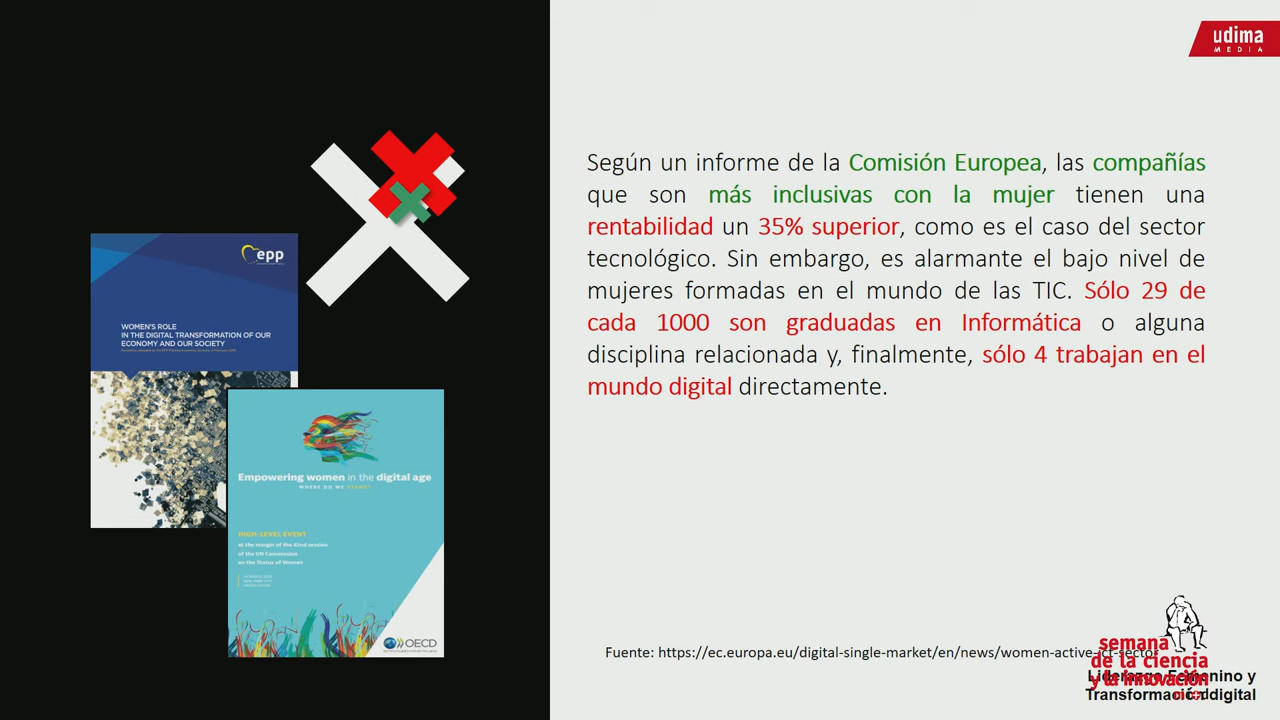 udima
MEDIA
Según un informe de la Comisión Europea, las compañías
que son más inclusivas con la mujer tienen una
rentabilidad un 35% superior, como es el caso del sector
tecnológico. Sin embargo, es alarmante el bajo nivel de
mujeres formadas en el mundo de las TIC. Sólo 29 de
cada 1000 son graduadas en Informática o alguna
disciplina relacionada y, finalmente, sólo 4 trabajan en el
mundo digital directamente.
epp
WOMEN'S ROLE
IN THE DIGITAL TRANSFORMATION OF OUR
ECONOMY AND OUR SOCIETY
Empowering women in the digital age
WHERE DO WE STAND?
HIGH-LEVEL EVENT
at the margin of the 62nd session
of the UN Commission
on the Status of Women
OECD
Fuente: https://ec.europa.eu/digital-single-market/en/news/women-active-ict-sector
semana
de la ciencia
y la innovación
Liderazgo Femenino y
Transformación digital